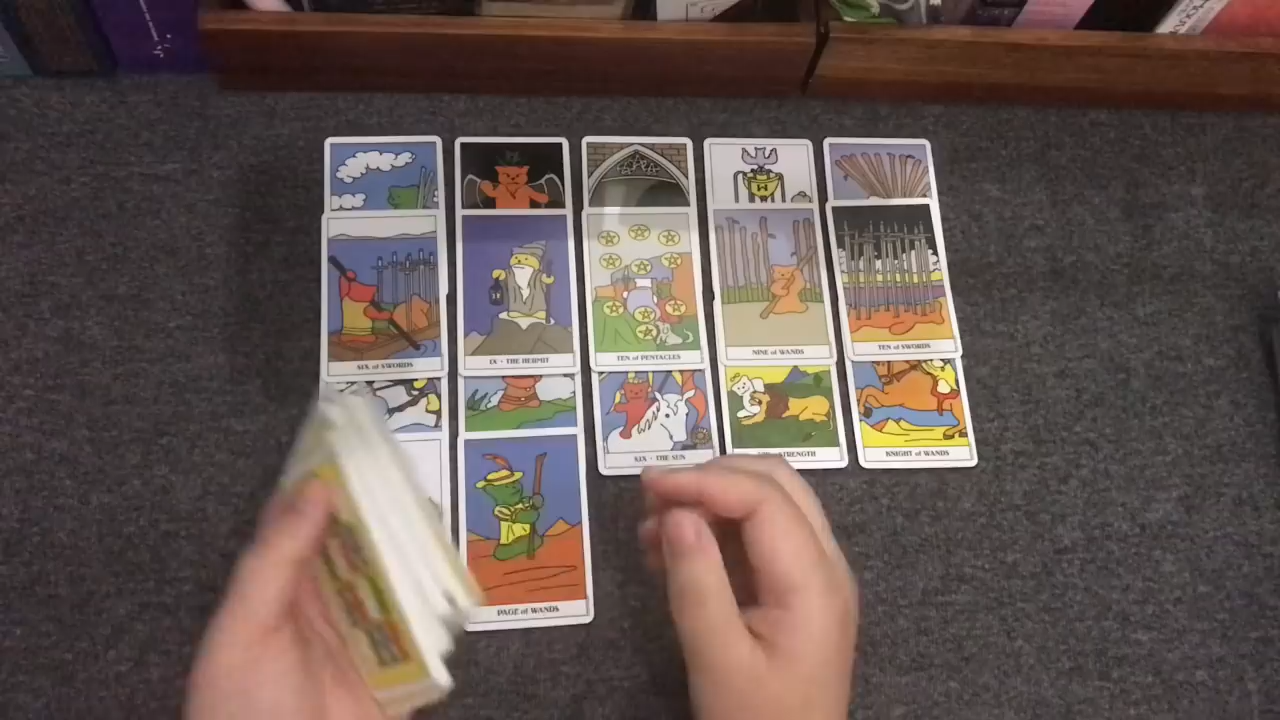 SIX of SWORDS
IX • THE HERMIT
TEN of PENTACLES
NINE of WANDS
TEN of SWORDS
XIX • THE SUN
STRENGTH
KNIGHT of WANDS
PAGE of WANDS